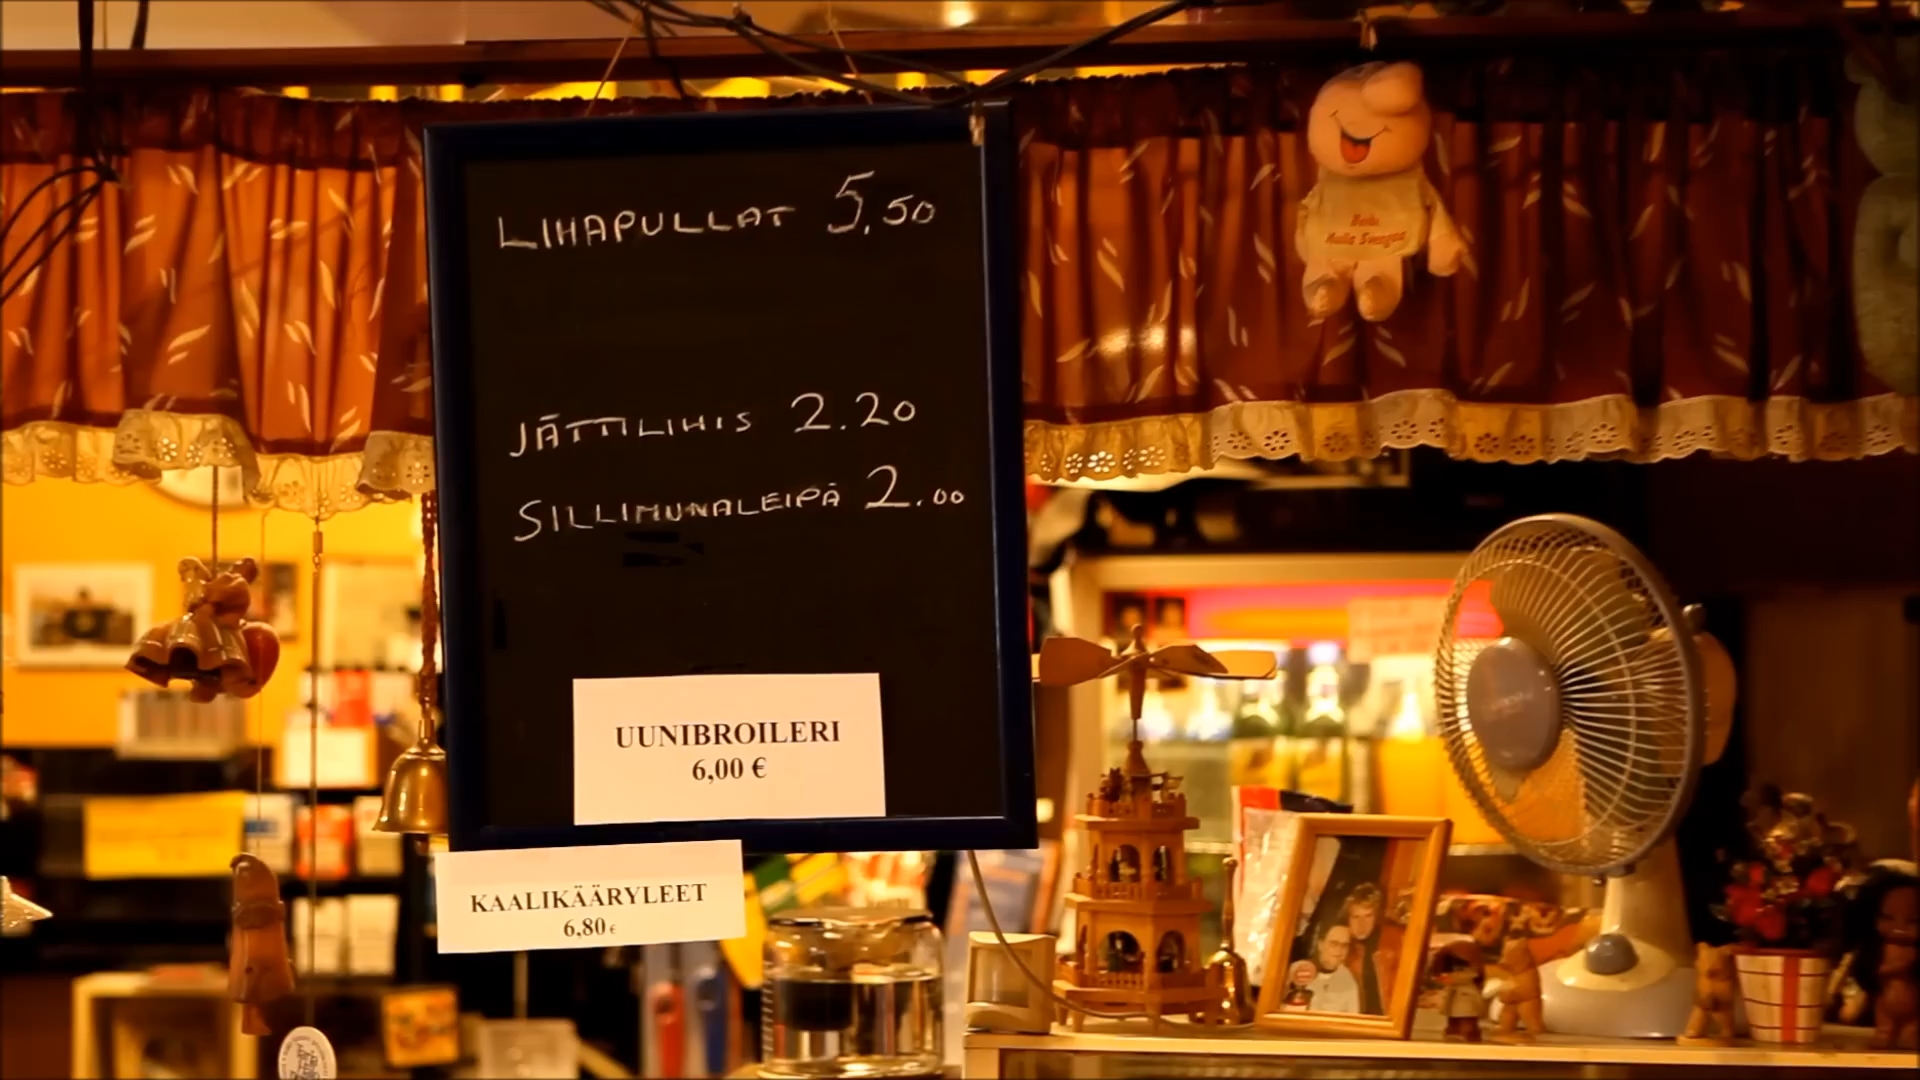 LIHAPULLAT 5.50
JÄTTILIHIS 2.20
SILLIMUNALEIPÄ 2.00
UUNIBROILERI
6,00 €
KAALIKÄÄRYLEET
6,80 €